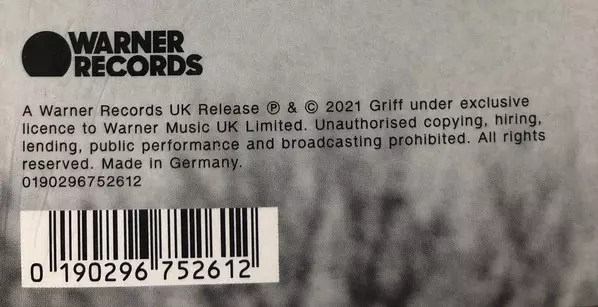 WARNER
RECORDS
A Warner Records UK Release ℗ & © 2021 Griff under exclusive
licence to Warner Music UK Limited. Unauthorised copying, hiring,
lending, public performance and broadcasting prohibited. All rights
reserved. Made in Germany.
0190296752612
0 190296 752612